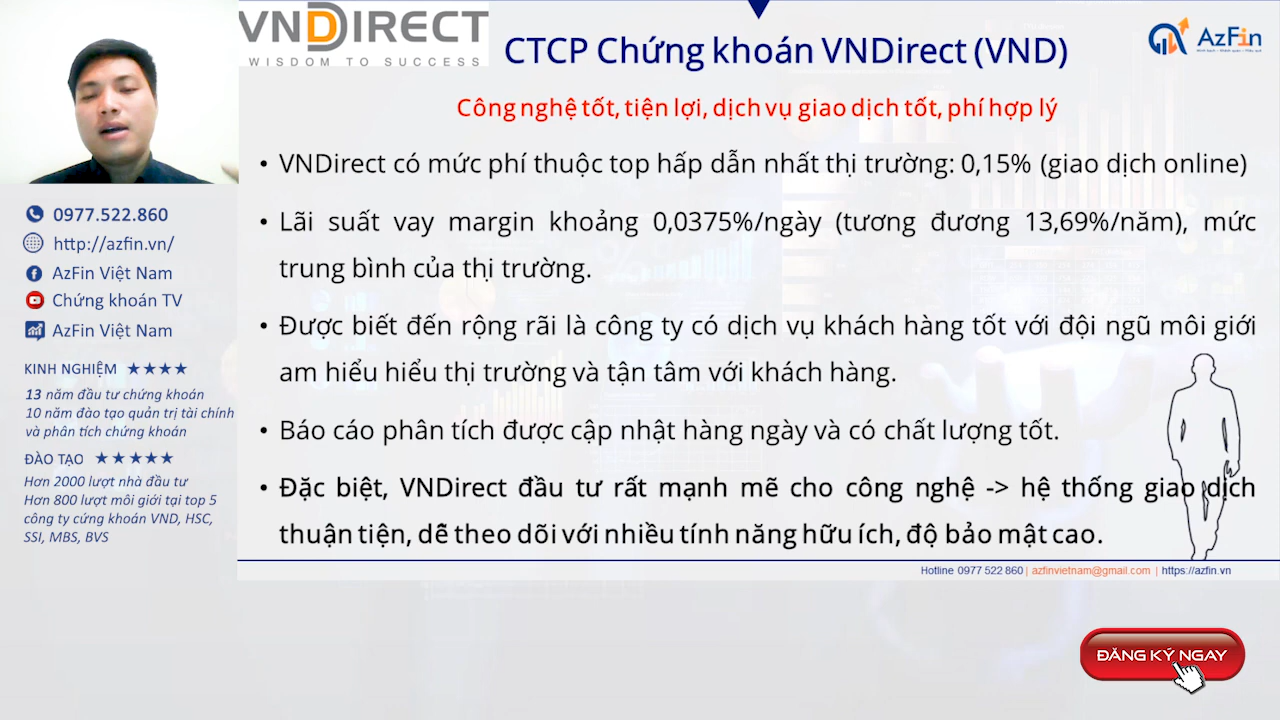 VNDIRECT
WISDOM TO SUCCESS
CTCP Chứng khoán VNDirect (VND)
AzFin
Công nghệ tốt, tiện lợi, dịch vụ giao dịch tốt, phí hợp lý
• VNDirect có mức phí thuộc top hấp dẫn nhất thị trường: 0,15% (giao dịch online)
• Lãi suất vay margin khoảng 0,0375%/ngày (tương đương 13,69%/năm), mức
trung bình của thị trường.
• Được biết đến rộng rãi là công ty có dịch vụ khách hàng tốt với đội ngũ môi giới
am hiểu hiểu thị trường và tận tâm với khách hàng.
• Báo cáo phân tích được cập nhật hàng ngày và có chất lượng tốt.
• Đặc biệt, VNDirect đầu tư rất mạnh mẽ cho công nghệ -> hệ thống giao dịch
thuận tiện, dễ theo dõi với nhiều tính năng hữu ích, độ bảo mật cao.
Hotline 0977 522 860 | azfinvietnam@gmail.com | https://azfin.vn
0977.522.860
http://azfin.vn/
AzFin Việt Nam
Chứng khoán TV
AzFin Việt Nam
KINH NGHIỆM ★★★★
13 năm đầu tư chứng khoán
10 năm đào tạo quản trị tài chính
và phân tích chứng khoán
ĐÀO TẠO ★★★★★
Hơn 2000 lượt nhà đầu tư
Hơn 800 lượt môi giới tại top 5
công ty cứng khoán VND, HSC,
SSI, MBS, BVS
ĐĂNG KÝ NGAY